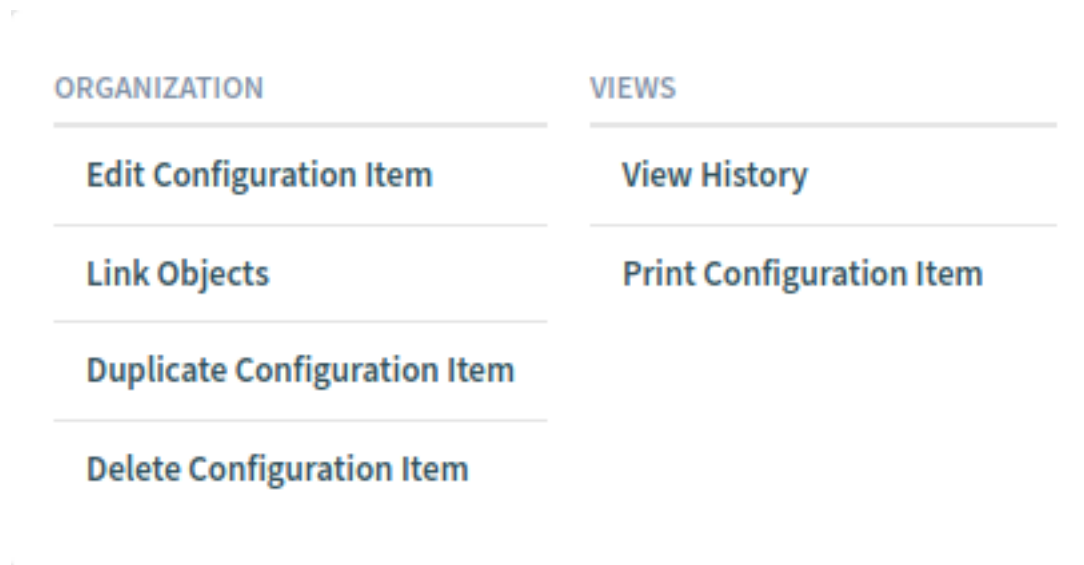 ORGANIZATION
Edit Configuration Item
Link Objects
Duplicate Configuration Item
Delete Configuration Item
VIEWS
View History
Print Configuration Item